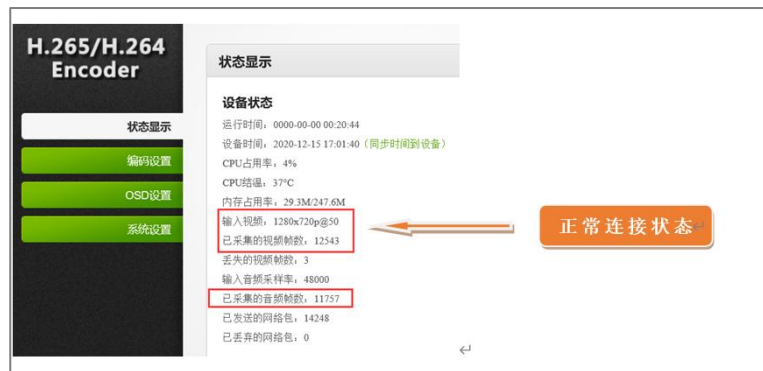 H.265/H.264
Encoder
状态显示
编码设置
OSD设置
系统设置
状态显示
设备状态
运行时间：0000-00-00 00:20:44
设备时间：2020-12-15 17:01:40（同步时间到设备）
CPU占用率：4%
CPU结温：37°C
内存占用率：29.3M/247.6M
输入视频：1280x720p@50
已采集的视频帧数：12543
丢失的视频帧数：3
输入音频采样率：48000
已采集的音频帧数：11757
已发送的网络包：14248
已丢弃的网络包：0
正常连接状态